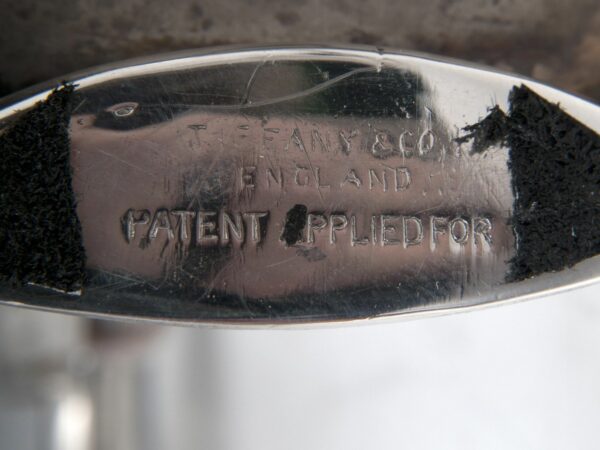 TIFFANY & CO.
ENGLAND
PATENT APPLIED FOR